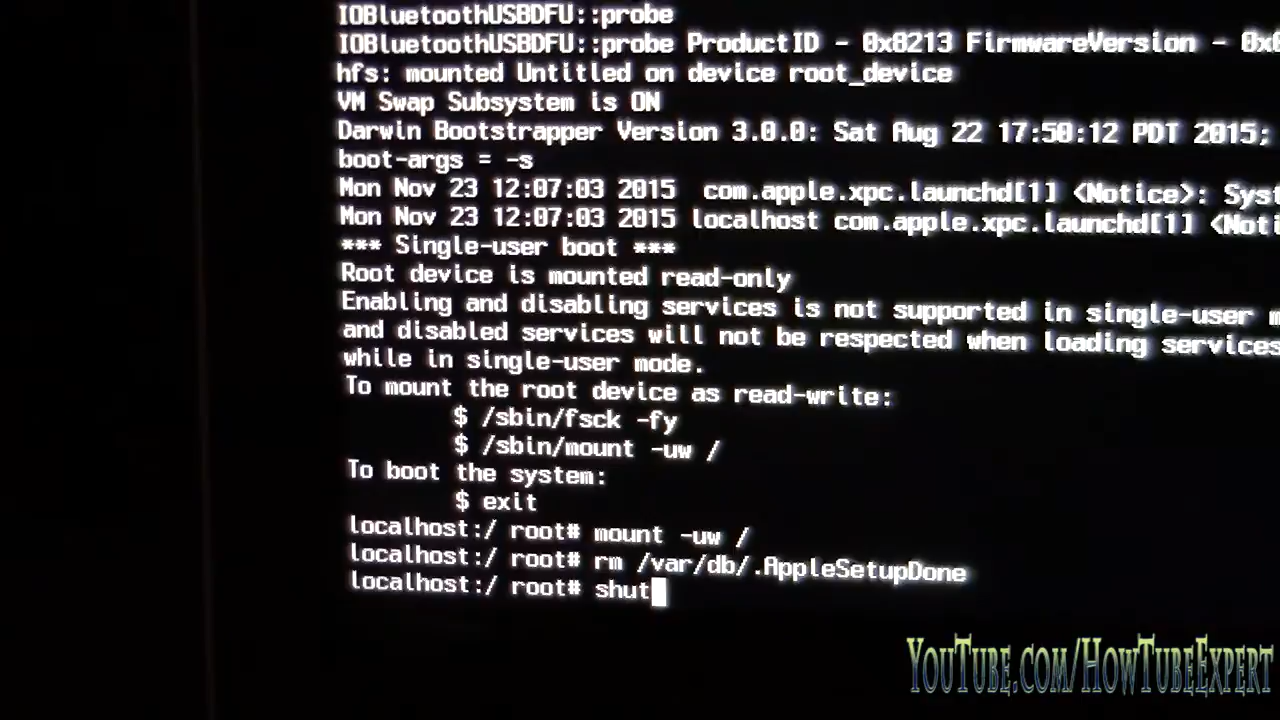 IOBluetoothUSBDFU::probe
IOBluetoothUSBDFU::probe ProductID - 0x8213 FirmwareVersion - 0x0
hfs: mounted Untitled on device root_device
VM Swap Subsystem is ON
Darwin Bootstrapper Version 3.0.0: Sat Aug 22 17:50:12 PDT 2015;
boot-args = -s
Mon Nov 23 12:07:03 2015 com.apple.xpc.launchd[1] <Notice>: Syst
Mon Nov 23 12:07:03 2015 localhost com.apple.xpc.launchd[1] <Noti
*** Single-user boot ***
Root device is mounted read-only
Enabling and disabling services is not supported in single-user m
and disabled services will not be respected when loading services
while in single-user mode.
To mount the root device as read-write:
$ /sbin/fsck -fy
$ /sbin/mount -uw /
To boot the system:
$ exit
localhost:/ root# mount -uw /
localhost:/ root# rm /var/db/.AppleSetupDone
localhost:/ root# shut
YouTube.com/HowTubeExpert